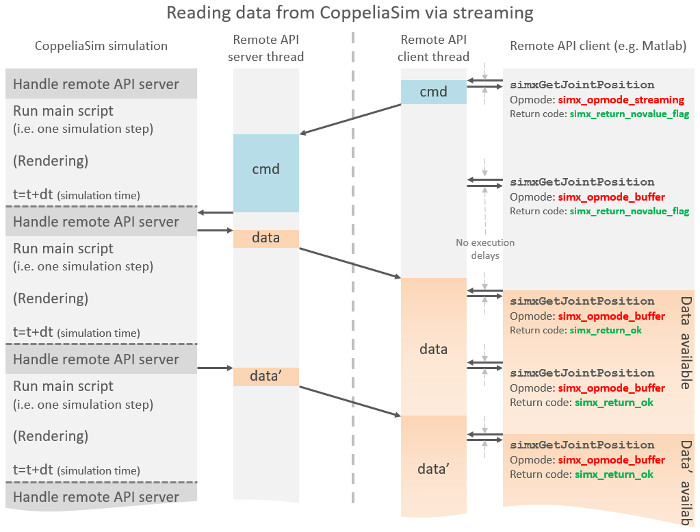 Reading data from CoppeliaSim via streaming
CoppeliaSim simulation
Remote API
server thread
Remote API
client thread
Remote API client (e.g. Matlab)
Handle remote API server
Run main script
(i.e. one simulation step)
(Rendering)
t=t+dt (simulation time)
Handle remote API server
Run main script
(i.e. one simulation step)
(Rendering)
t=t+dt (simulation time)
Handle remote API server
Run main script
(i.e. one simulation step)
(Rendering)
t=t+dt (simulation time)
Handle remote API server
cmd
data
data’
cmd
data
data’
No execution
delays
simxGetJointPosition
Opmode: simx_opmode_streaming
Return code: simx_return_novalue_flag
simxGetJointPosition
Opmode: simx_opmode_buffer
Return code: simx_return_novalue_flag
simxGetJointPosition
Opmode: simx_opmode_buffer
Return code: simx_return_ok
simxGetJointPosition
Opmode: simx_opmode_buffer
Return code: simx_return_ok
simxGetJointPosition
Opmode: simx_opmode_buffer
Return code: simx_return_ok
Data available
Data’ availab